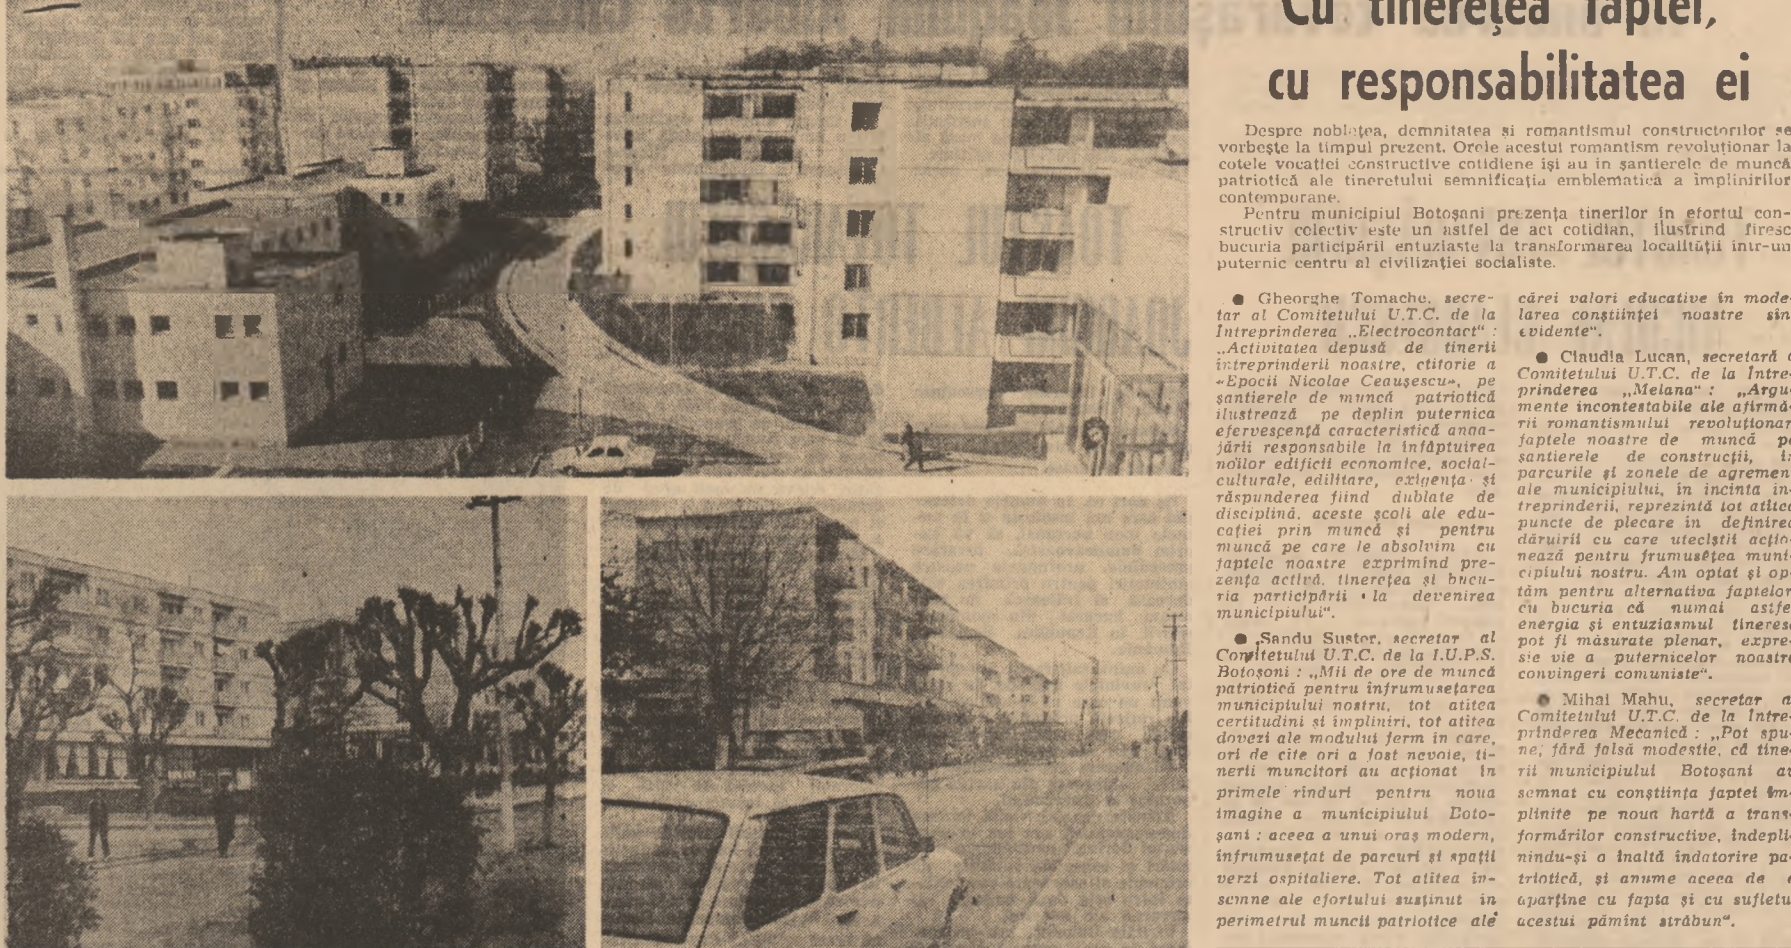 Cu tinerețea faptei,
cu responsabilitatea ei
Despre noblețea, demnitatea și romantismul constructorilor se
vorbește la timpul prezent. Orele acestui romantism revoluționar la
cotele vocației constructive cotidiene își au în șantierele de muncă
patriotică ale tineretului semnificația emblematică a împlinirilor
contemporane.
Pentru municipiul Botoșani prezența tinerilor în efortul con-
structiv colectiv este un astfel de act cotidian, ilustrînd firesc
bucuria participării entuziaste la transformarea localității într-un
puternic centru al civilizației socialiste.
● Gheorghe Tomache, secre-
tar al Comitetului U.T.C. de la
Întreprinderea „Electrocontact“ :
„Activitatea depusă de tinerii
întreprinderii noastre, ctitorie a
«Epocii Nicolae Ceaușescu», pe
șantierele de muncă patriotică
ilustrează pe deplin puternica
efervescență caracteristică anga-
jării responsabile la înfăptuirea
noilor edificii economice, social-
culturale, edilitare, exigența și
răspunderea fiind dublate de
disciplină, aceste școli ale edu-
cației prin muncă și pentru
muncă pe care le absolvim cu
faptele noastre exprimînd pre-
zența activă, tinerețea și bucu-
ria participării la devenirea
municipiului“.
● Sandu Suster, secretar al
Comitetului U.T.C. de la I.U.P.S.
Botoșoni : „Mii de ore de muncă
patriotică pentru înfrumusețarea
municipiului nostru, tot atîtea
certitudini și împliniri, tot atîtea
dovezi ale modului ferm în care,
ori de cîte ori a fost nevoie, ti-
nerii muncitori au acționat în
primele rînduri pentru noua
imagine a municipiului Boto-
șani : aceea a unui oraș modern,
înfrumusețat de parcuri și spații
verzi ospitaliere. Tot atîtea în-
semne ale efortului susținut în
perimetrul muncii patriotice ale
cărei valori educative în mode-
larea conștiinței noastre sîn
evidente“.
● Claudia Lucan, secretară
Comitetului U.T.C. de la Între-
prinderea „Melana“ : „Argu-
mente incontestabile ale afirmă-
rii romantismului revoluționar
faptele noastre de muncă pe
șantierele de construcții, în
parcurile și zonele de agremen
ale municipiului, în incinta în-
treprinderii, reprezintă tot atîtea
puncte de plecare în definirea
dăruirii cu care uteciștii acțio-
nează pentru frumusețea muni-
cipiului nostru. Am optat și op-
tăm pentru alternativa faptelor
cu bucuria că numai astfe
energia și entuziasmul tineresc
pot fi măsurate plenar, expre-
sie vie a puternicelor noastre
convingeri comuniste“.
● Mihai Mahu, secretar a
Comitetului U.T.C. de la Între-
prinderea Mecanică : „Pot spu-
ne, fără falsă modestie, că tine-
rii municipiului Botoșani au
semnat cu conștiința faptei îm-
plinite pe noua hartă a trans-
formărilor constructive, îndepli-
nindu-și o înaltă îndatorire pa-
triotică, și anume aceea de a
aparține cu fapta și cu sufletu
acestui pămînt străbun“.